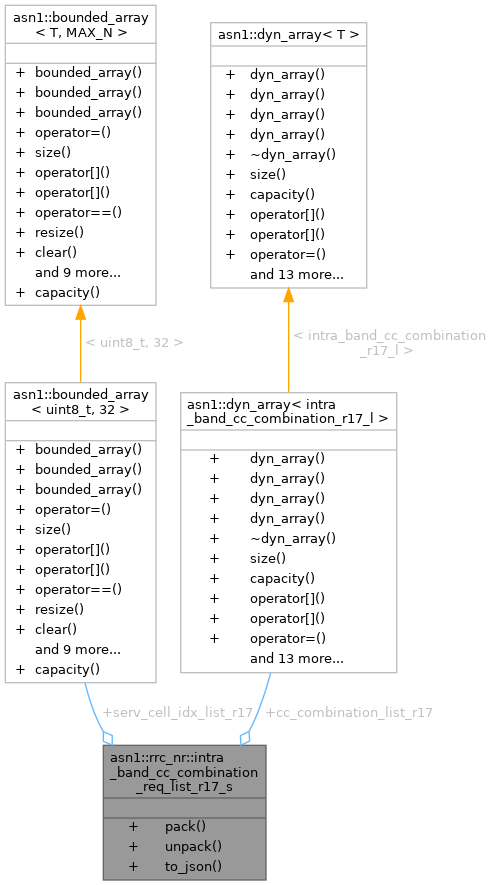 asn1::bounded_array
< T, MAX_N >
+ bounded_array()
+ bounded_array()
+ bounded_array()
+ operator=()
+ size()
+ operator[]()
+ operator[]()
+ operator==()
+ resize()
+ clear()
and 9 more...
+ capacity()
asn1::dyn_array< T >
+ dyn_array()
+ dyn_array()
+ dyn_array()
+ dyn_array()
+ ~dyn_array()
+ size()
+ capacity()
+ operator[]()
+ operator[]()
+ operator=()
and 13 more...
< uint8_t, 32 >
< intra_band_cc_combination
_r17_l >
asn1::bounded_array
< uint8_t, 32 >
+ bounded_array()
+ bounded_array()
+ bounded_array()
+ operator=()
+ size()
+ operator[]()
+ operator[]()
+ operator==()
+ resize()
+ clear()
and 9 more...
+ capacity()
asn1::dyn_array< intra
_band_cc_combination_r17_l >
+ dyn_array()
+ dyn_array()
+ dyn_array()
+ dyn_array()
+ ~dyn_array()
+ size()
+ capacity()
+ operator[]()
+ operator[]()
+ operator=()
and 13 more...
+serv_cell_idx_list_r17
+cc_combination_list_r17
asn1::rrc_nr::intra
_band_cc_combination
_req_list_r17_s
+ pack()
+ unpack()
+ to_json()